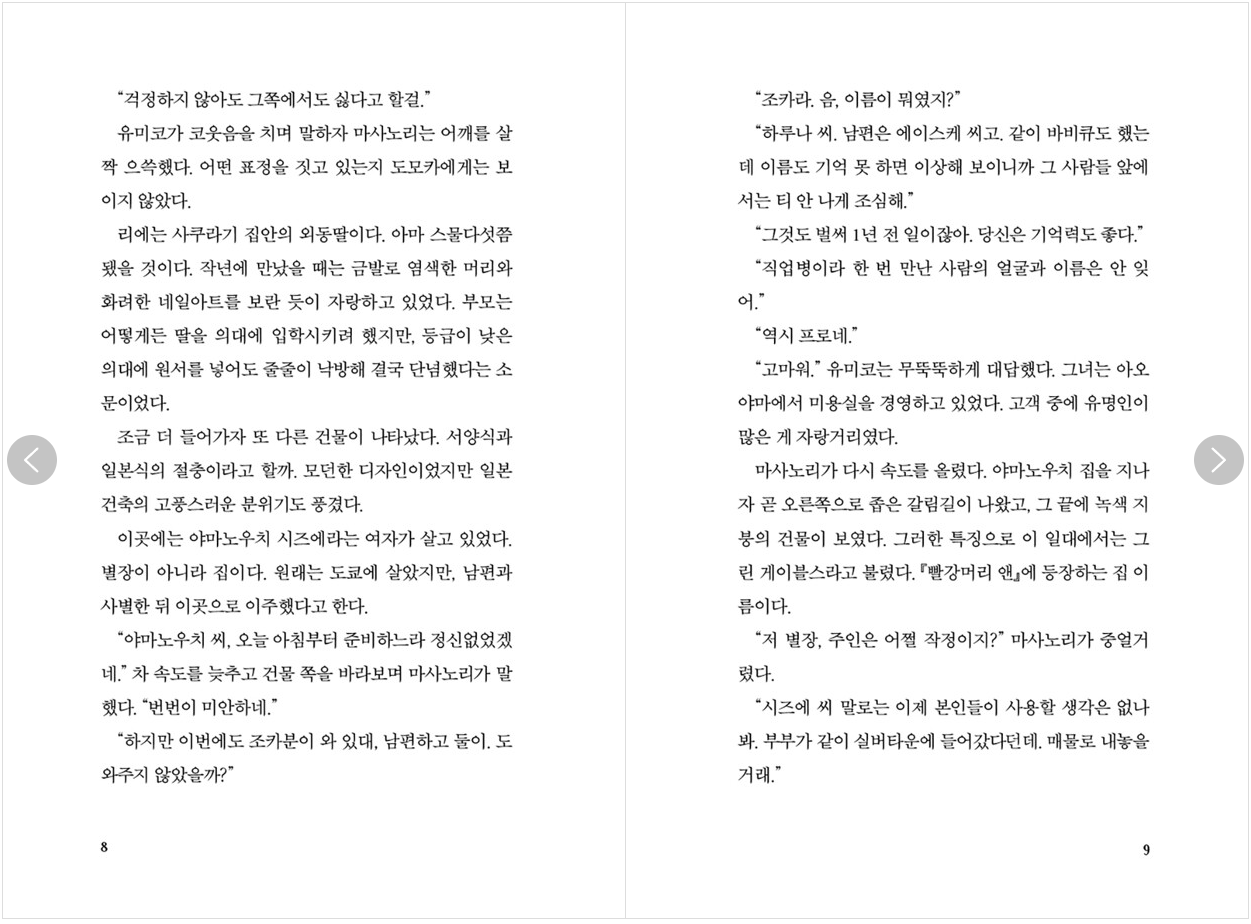 “걱정하지 않아도 그쪽에서도 싫다고 할걸.”
유미코가 코웃음을 치며 말하자 마사노리는 어깨를 살
짝 으쓱했다. 어떤 표정을 짓고 있는지 도모카에게는 보
이지 않았다.
리에는 사쿠라기 집안의 외동딸이다. 아마 스물다섯쯤
됐을 것이다. 작년에 만났을 때는 금발로 염색한 머리와
화려한 네일아트를 보란 듯이 자랑하고 있었다. 부모는
어떻게든 딸을 의대에 입학시키려 했지만, 등급이 낮은
의대에 원서를 넣어도 줄줄이 낙방해 결국 단념했다는 소
문이었다.
조금 더 들어가자 또 다른 건물이 나타났다. 서양식과
일본식의 절충이라고 할까. 모던한 디자인이었지만 일본
건축의 고풍스러운 분위기도 풍겼다.
이곳에는 야마노우치 시즈에라는 여자가 살고 있었다.
별장이 아니라 집이다. 원래는 도쿄에 살았지만, 남편과
사별한 뒤 이곳으로 이주했다고 한다.
“야마노우치 씨, 오늘 아침부터 준비하느라 정신없었겠
네.” 차 속도를 늦추고 건물 쪽을 바라보며 마사노리가 말
했다. “번번이 미안하네.”
“하지만 이번에도 조카분이 와 있대, 남편하고 둘이. 도
와주지 않았을까?”
8
“조카라. 음, 이름이 뭐였지?”
“하루나 씨. 남편은 에이스케 씨고. 같이 바비큐도 했는
데 이름도 기억 못 하면 이상해 보이니까 그 사람들 앞에
서는 티 안 나게 조심해.”
“그것도 벌써 1년 전 일이잖아. 당신은 기억력도 좋다.”
“직업병이라 한 번 만난 사람의 얼굴과 이름은 안 잊
어.”
“역시 프로네.”
“고마워.” 유미코는 무뚝뚝하게 대답했다. 그녀는 아오
야마에서 미용실을 경영하고 있었다. 고객 중에 유명인이
많은 게 자랑거리였다.
마사노리가 다시 속도를 올렸다. 야마노우치 집을 지나
자 곧 오른쪽으로 좁은 갈림길이 나왔고, 그 끝에 녹색 지
붕의 건물이 보였다. 그러한 특징으로 이 일대에서는 그
린 게이블스라고 불렸다. 『빨강머리 앤』에 등장하는 집 이
름이다.
“저 별장, 주인은 어쩔 작정이지?” 마사노리가 중얼거
렸다.
“시즈에 씨 말로는 이제 본인들이 사용할 생각은 없나
봐. 부부가 같이 실버타운에 들어갔다던데. 매물로 내놓을
거래.”
9